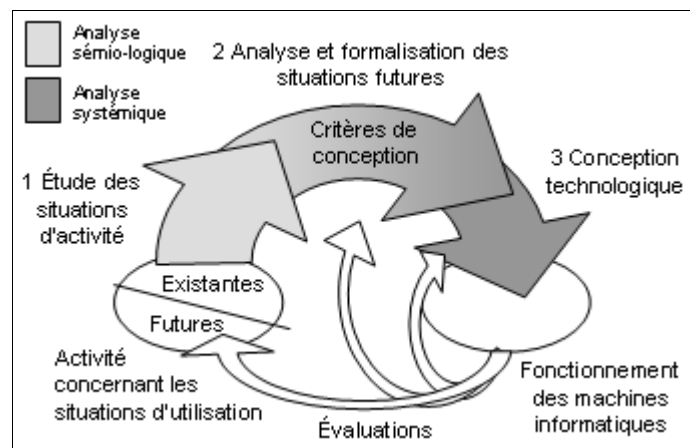 Analyse
sémio-logique
Analyse
systémique
2 Analyse et formalisation des
situations futures
Critères de
conception
3 Conception
technologique
1 Étude des
situations
d'activité
Existantes
Futures
Activité
concernant les
situations d'utilisation
Évaluations
Fonctionnement
des machines
informatiques